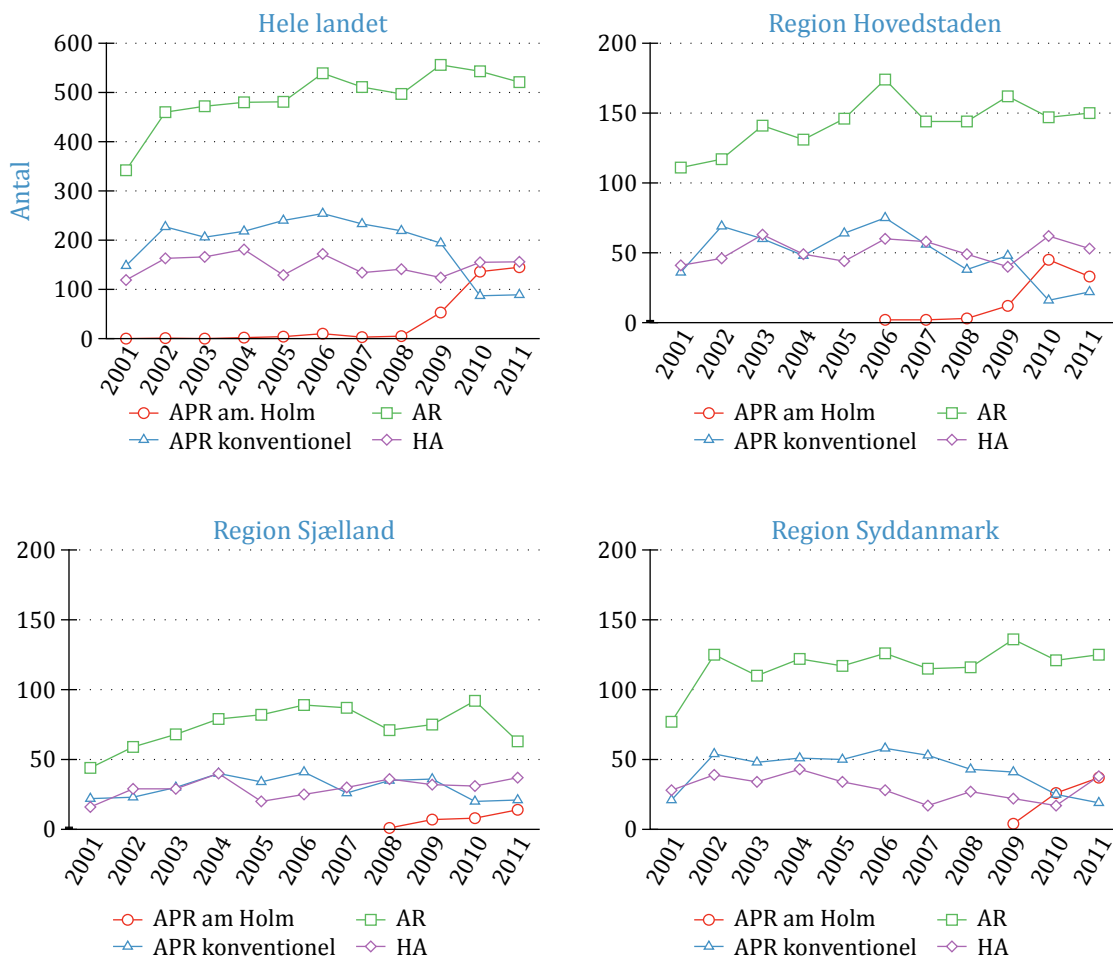 Hele landet
Antal
600
500
400
300
200
100
0
2001 2002 2003 2004 2005 2006 2007 2008 2009 2010 2011
APR am. Holm AR
APR konventionel HA
Region Hovedstaden
200
150
100
50
0
2001 2002 2003 2004 2005 2006 2007 2008 2009 2010 2011
APR am Holm AR
APR konventionel HA
Region Sjælland
200
150
100
50
0
2001 2002 2003 2004 2005 2006 2007 2008 2009 2010 2011
APR am Holm AR
APR konventionel HA
Region Syddanmark
200
150
100
50
0
2001 2002 2003 2004 2005 2006 2007 2008 2009 2010 2011
APR am Holm AR
APR konventionel HA